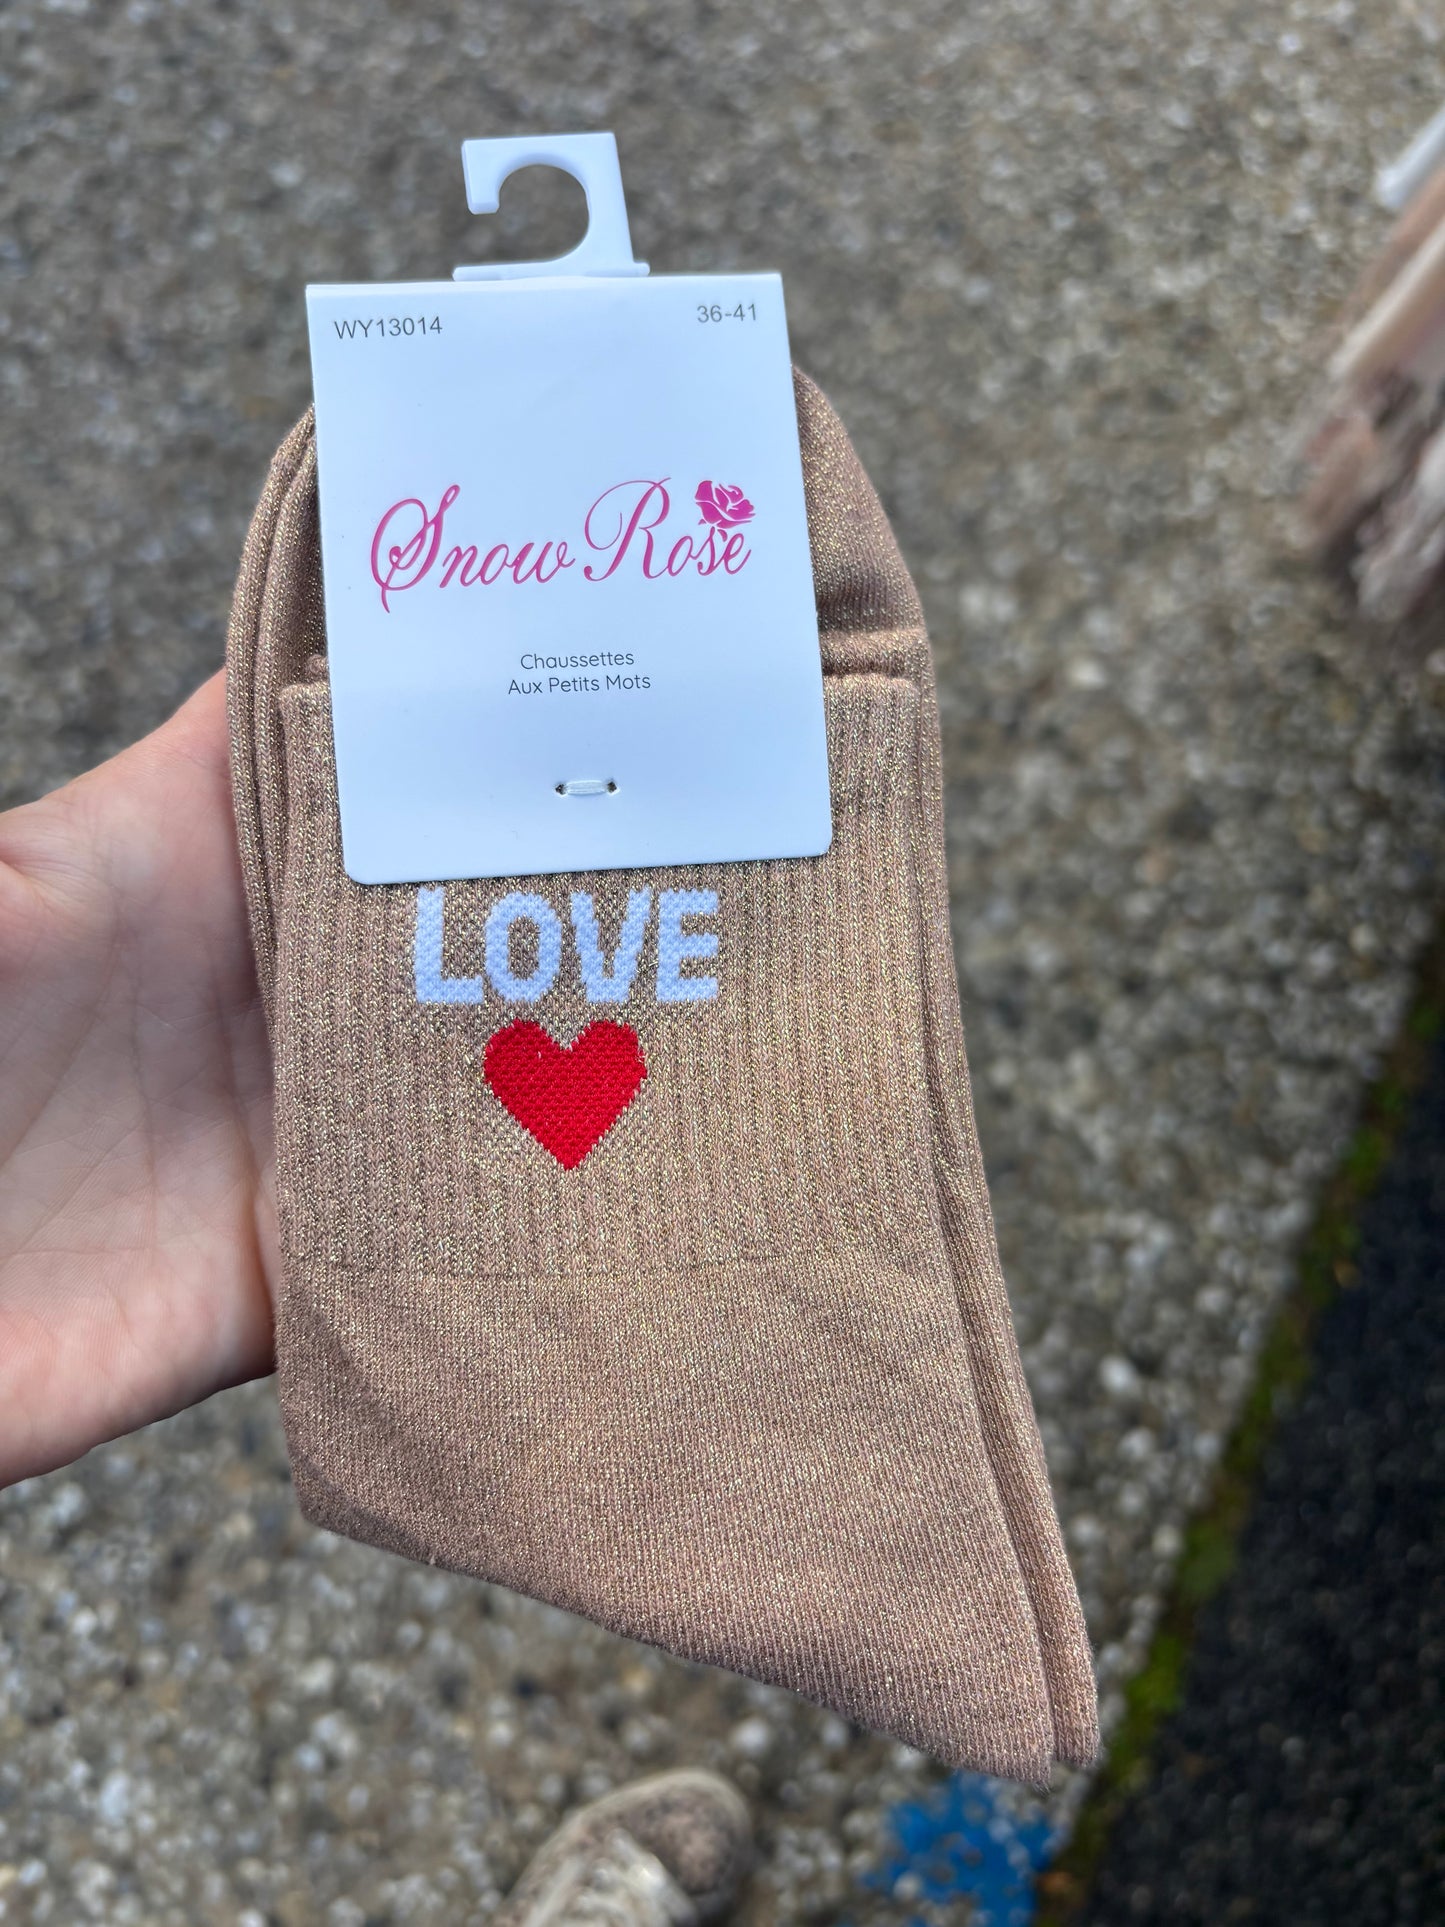 WY13014 36-41
Snow Rose
Chaussettes
Aux Petits Mots
LOVE